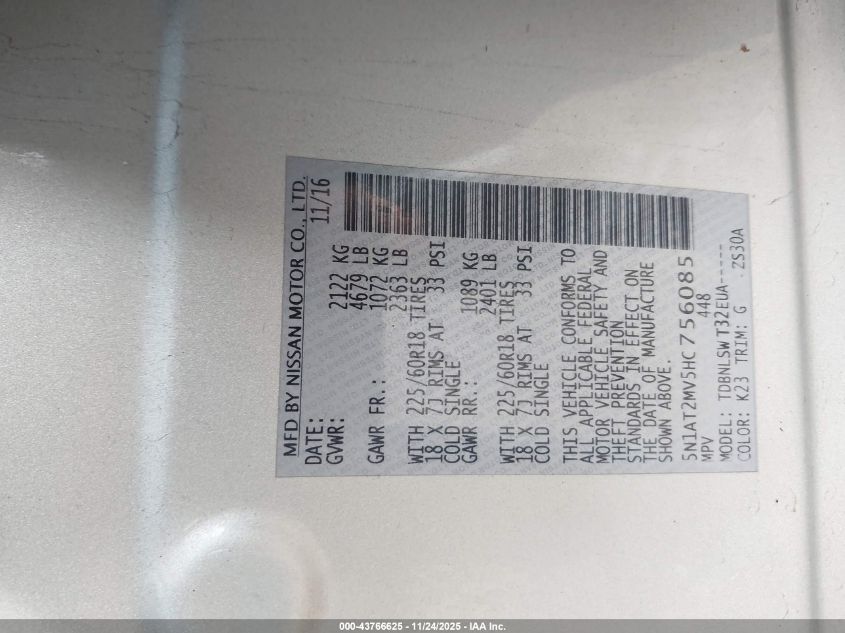 MFD BY NISSAN MOTOR CO., LTD.
DATE: 11/16
GVWR: 2122 KG
4679 LB
GAWR FR.: 1072 KG
2363 LB
WITH 225/60R18 TIRES
18 X 7J RIMS AT 33 PSI
COLD SINGLE
GAWR RR.: 1089 KG
2401 LB
WITH 225/60R18 TIRES
18 X 7J RIMS AT 33 PSI
COLD SINGLE
THIS VEHICLE CONFORMS TO
ALL APPLICABLE FEDERAL
MOTOR VEHICLE SAFETY AND
THEFT PREVENTION
STANDARDS IN EFFECT ON
THE DATE OF MANUFACTURE
SHOWN ABOVE.
5N1AT2MV5HC756085
MPV 448
MODEL: TDBNLSWT32EUA-----
COLOR: K23 TRIM: G .ZS30A
000-43766625 - 11/24/2025 - IAA Inc.